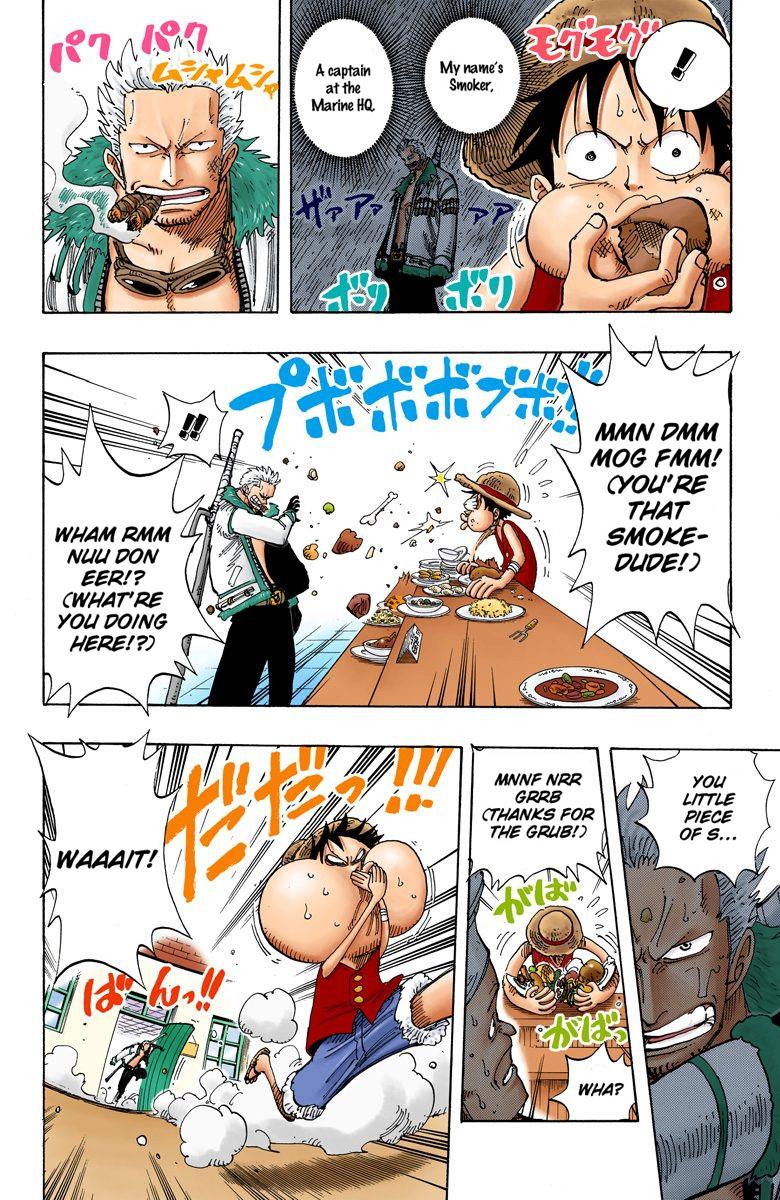 モグモグ
!
My name's
Smoker,
A captain
at the
Marine HQ.
ザァアァ
アア
ボリ
ボリ
パク
パク
ムシャムシャ
MMN DMM
MOG FMM!
(YOU'RE
THAT
SMOKE-
DUDE!)
プボボボブボ!!
!!
WHAM RMM
NUU DON
EER!?
(WHAT'RE
YOU DOING
HERE!?)
YOU
LITTLE
PIECE
OF S...
MNNF NRR
GRRB
(THANKS FOR
THE GRUB!)
がば
がばっ
WHA?
だだっ!!!
WAAAIT!
ばんっ!!